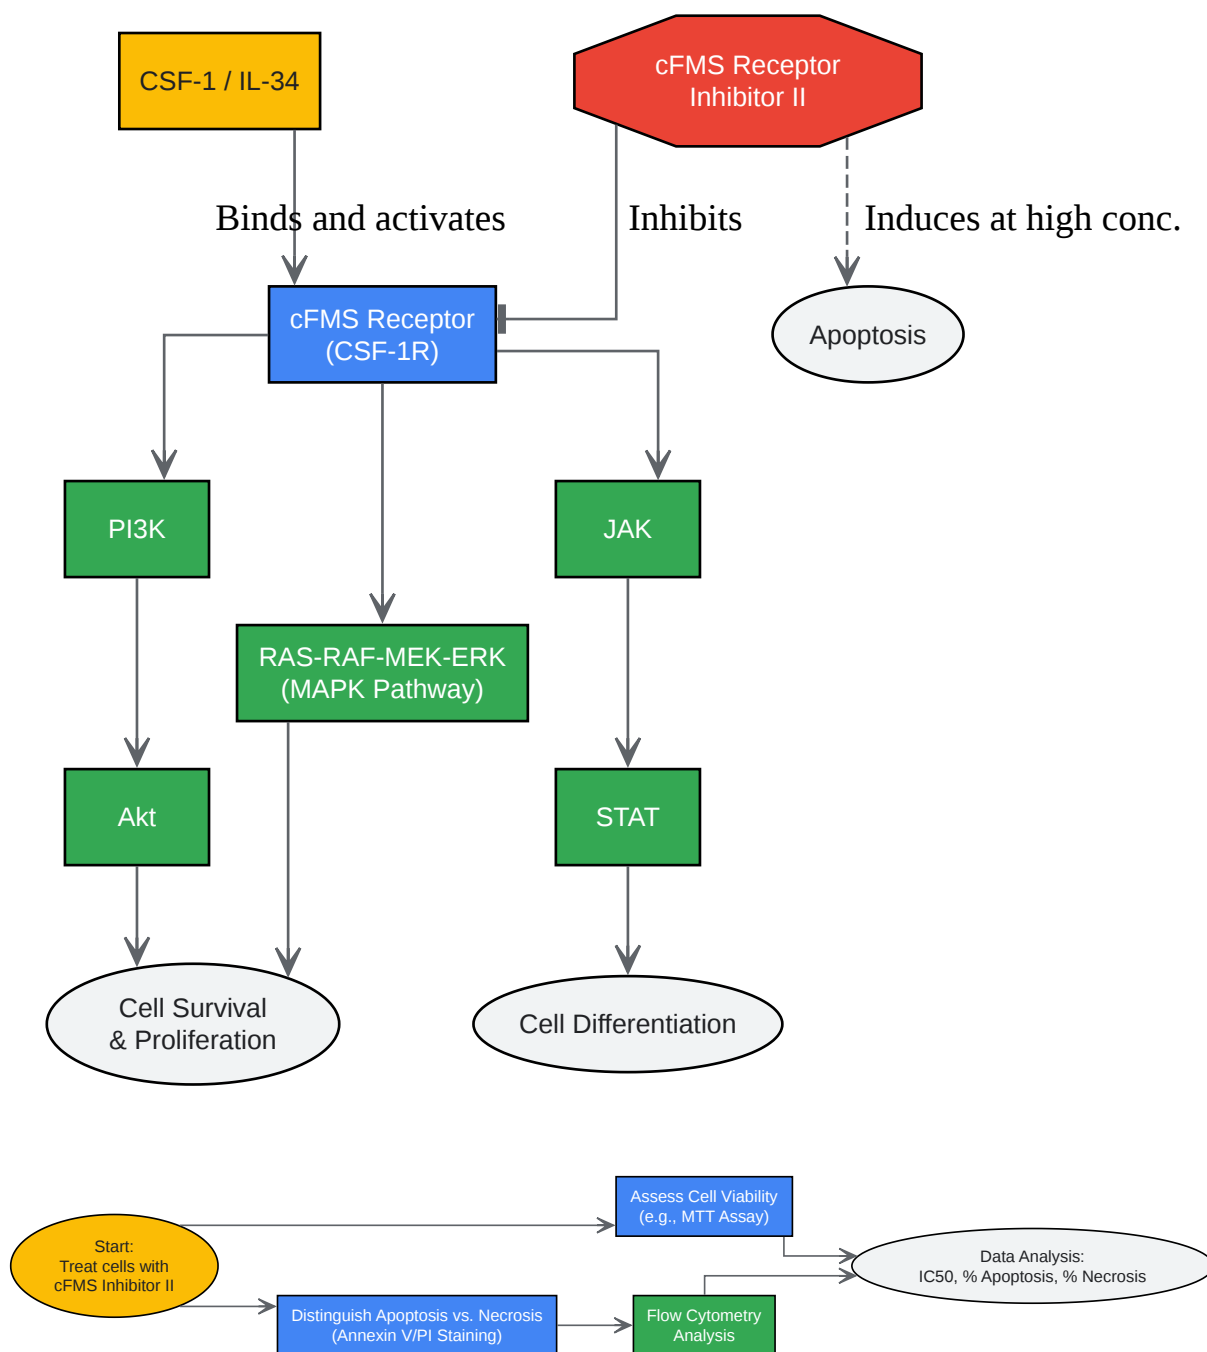 CSF-1 / IL-34
cFMS Receptor
Inhibitor II
Binds and activates
Inhibits
Induces at high conc.
cFMS Receptor
(CSF-1R)
Apoptosis
PI3K
JAK
RAS-RAF-MEK-ERK
(MAPK Pathway)
Akt
STAT
Cell Survival
& Proliferation
Cell Differentiation
Start:
Treat cells with
cFMS Inhibitor II
Assess Cell Viability
(e.g., MTT Assay)
Distinguish Apoptosis vs. Necrosis
(Annexin V/PI Staining)
Flow Cytometry
Analysis
Data Analysis:
IC50, % Apoptosis, % Necrosis